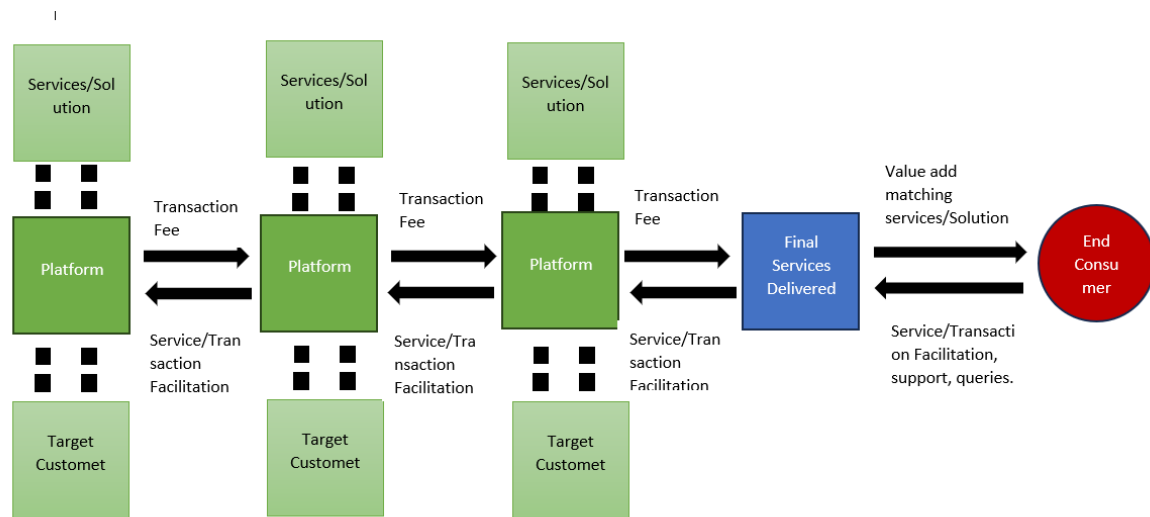 Services/Sol
ution
Services/Sol
ution
Services/Sol
ution
Platform
Transaction
Fee
Service/Tran
saction
Facilitation
Platform
Transaction
Fee
Service/Tra
nsaction
Facilitation
Platform
Transaction
Fee
Service/Tran
saction
Facilitation
Final
Services
Delivered
Value add
matching
services/Solution
Service/Transacti
on Facilitation,
support, queries.
End
Consu
mer
Target
Customet
Target
Customet
Target
Customet